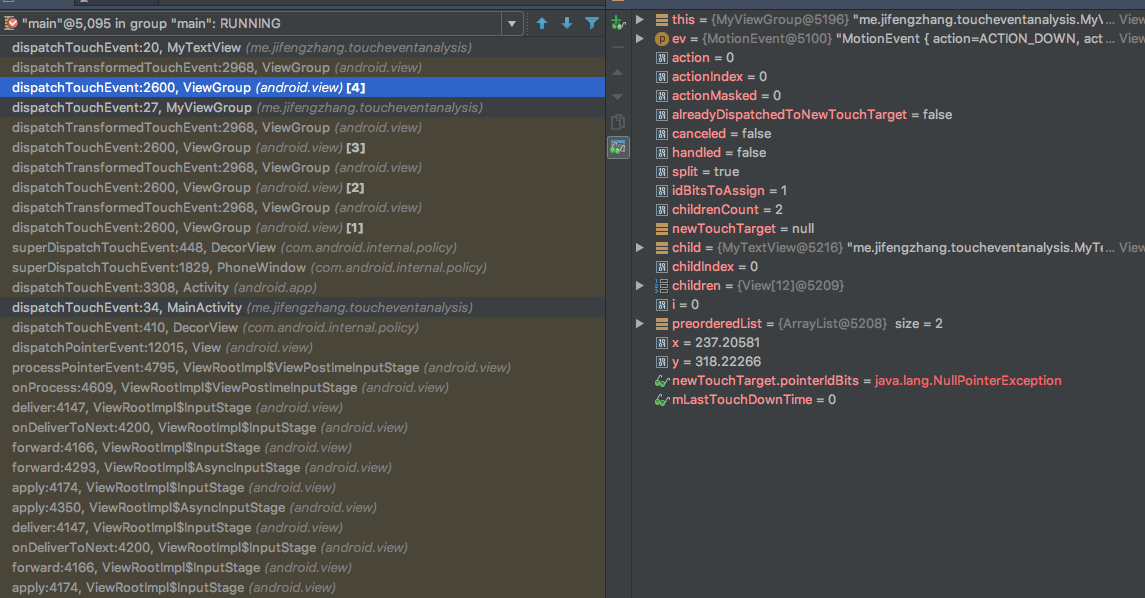 "main"@5,095 in group "main": RUNNING
dispatchTouchEvent:20, MyTextView (me.jifengzhang.toucheventanalysis)
dispatchTransformedTouchEvent:2968, ViewGroup (android.view)
dispatchTouchEvent:2600, ViewGroup (android.view) [4]
dispatchTouchEvent:27, MyViewGroup (me.jifengzhang.toucheventanalysis)
dispatchTransformedTouchEvent:2968, ViewGroup (android.view)
dispatchTouchEvent:2600, ViewGroup (android.view) [3]
dispatchTransformedTouchEvent:2968, ViewGroup (android.view)
dispatchTouchEvent:2600, ViewGroup (android.view) [2]
dispatchTransformedTouchEvent:2968, ViewGroup (android.view)
dispatchTouchEvent:2600, ViewGroup (android.view) [1]
superDispatchTouchEvent:448, DecorView (com.android.internal.policy)
superDispatchTouchEvent:1829, PhoneWindow (com.android.internal.policy)
dispatchTouchEvent:3308, Activity (android.app)
dispatchTouchEvent:34, MainActivity (me.jifengzhang.toucheventanalysis)
dispatchTouchEvent:410, DecorView (com.android.internal.policy)
dispatchPointerEvent:12015, View (android.view)
processPointerEvent:4795, ViewRootImpl$ViewPostImeInputStage (android.view)
onProcess:4609, ViewRootImpl$ViewPostImeInputStage (android.view)
deliver:4147, ViewRootImpl$InputStage (android.view)
onDeliverToNext:4200, ViewRootImpl$InputStage (android.view)
forward:4166, ViewRootImpl$InputStage (android.view)
forward:4293, ViewRootImpl$AsyncInputStage (android.view)
apply:4174, ViewRootImpl$InputStage (android.view)
apply:4350, ViewRootImpl$AsyncInputStage (android.view)
deliver:4147, ViewRootImpl$InputStage (android.view)
onDeliverToNext:4200, ViewRootImpl$InputStage (android.view)
forward:4166, ViewRootImpl$InputStage (android.view)
apply:4174, ViewRootImpl$InputStage (android.view)
this = {MyViewGroup@5196} "me.jifengzhang.toucheventanalysis.My\... View
ev = {MotionEvent@5100} "MotionEvent { action=ACTION_DOWN, act... View
action = 0
actionIndex = 0
actionMasked = 0
alreadyDispatchedToNewTouchTarget = false
canceled = false
handled = false
split = true
idBitsToAssign = 1
childrenCount = 2
newTouchTarget = null
child = {MyTextView@5216} "me.jifengzhang.toucheventanalysis.MyTe... View
childIndex = 0
children = {View[12]@5209}
i = 0
preorderedList = {ArrayList@5208} size = 2
x = 237.20581
y = 318.22266
newTouchTarget.pointerIdBits = java.lang.NullPointerException
mLastTouchDownTime = 0